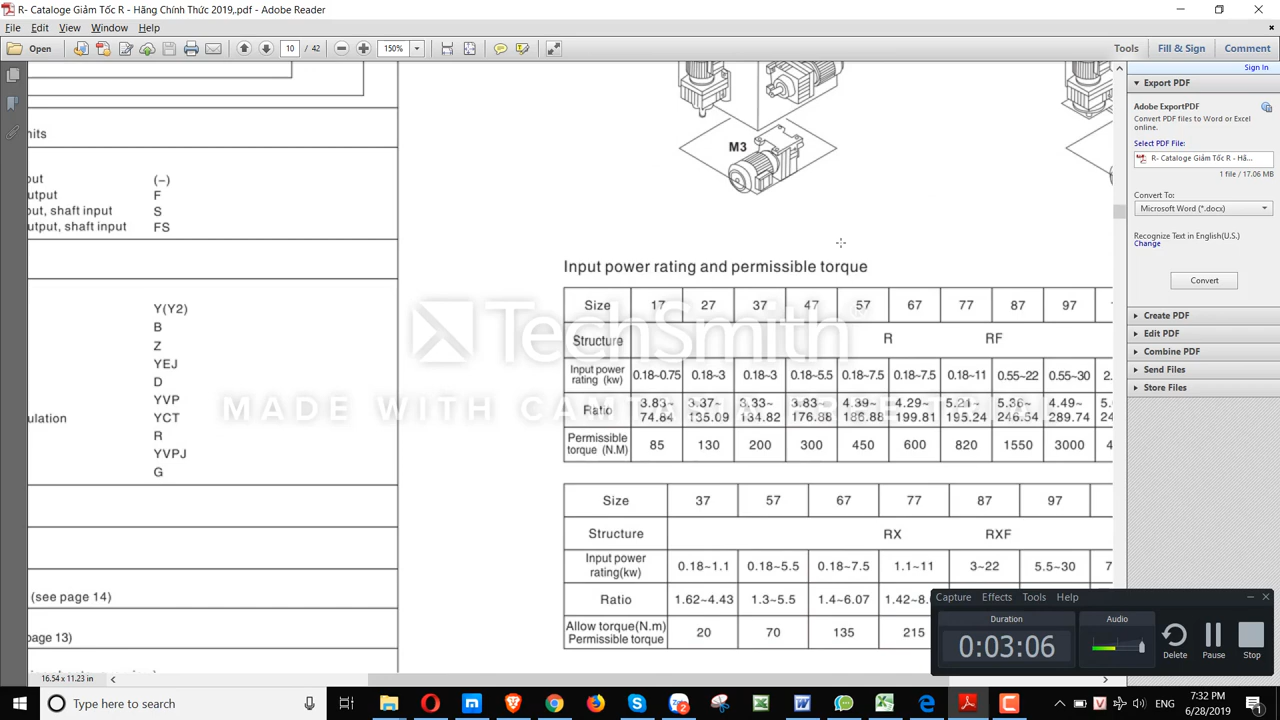 R- Cataloge Giảm Tốc R - Hãng Chính Thức 2019,.pdf - Adobe Reader
File Edit View Window Help
Open 10 / 42 150% Tools Fill & Sign Comment
Sign In
Export PDF
Adobe ExportPDF
Convert PDF files to Word or Excel
online.
Select PDF File:
R- Cataloge Giảm Tốc R - Hã...
1 file / 17.06 MB
Convert To:
Microsoft Word (*.docx)
Recognize Text in English(U.S.)
Change
Convert
Create PDF
Edit PDF
Combine PDF
Send Files
Store Files
(−)
utput F
put, shaft input S
utput, shaft input FS
Y(Y2)
B
Z
YEJ
D
YVP
ulation YCT
R
YVPJ
G
(see page 14)
page 13)
M3
Input power rating and permissible torque
Size 17 27 37 47 57 67 77 87 97
Structure R RF
Input power
rating (kw) 0.18~0.75 0.18~3 0.18~3 0.18~5.5 0.18~7.5 0.18~7.5 0.18~11 0.55~22 0.55~30 2.
Ratio 3.83~ 3.37~ 3.37~ 3.83~ 4.39~ 4.29~ 5.21~ 5.36~ 4.49~
74.84 135.09 134.82 176.88 186.88 199.81 195.24 246.54 289.74
Permissible
torque (N.M) 85 130 200 300 450 600 820 1550 3000
Size 37 57 67 77 87 97
Structure RX RXF
Input power
rating(kw) 0.18~1.1 0.18~5.5 0.18~7.5 1.1~11 3~22 5.5~30
Ratio 1.62~4.43 1.3~5.5 1.4~6.07 1.42~8.
Allow torque(N.m)
Permissible torque 20 70 135 215
TechSmith
MADE WITH CAMTASIA FREE
Capture Effects Tools Help
Duration Audio
0:03:06
Delete Pause Stop
16.54 x 11.23 in
Type here to search
ENG
7:32 PM
6/28/2019